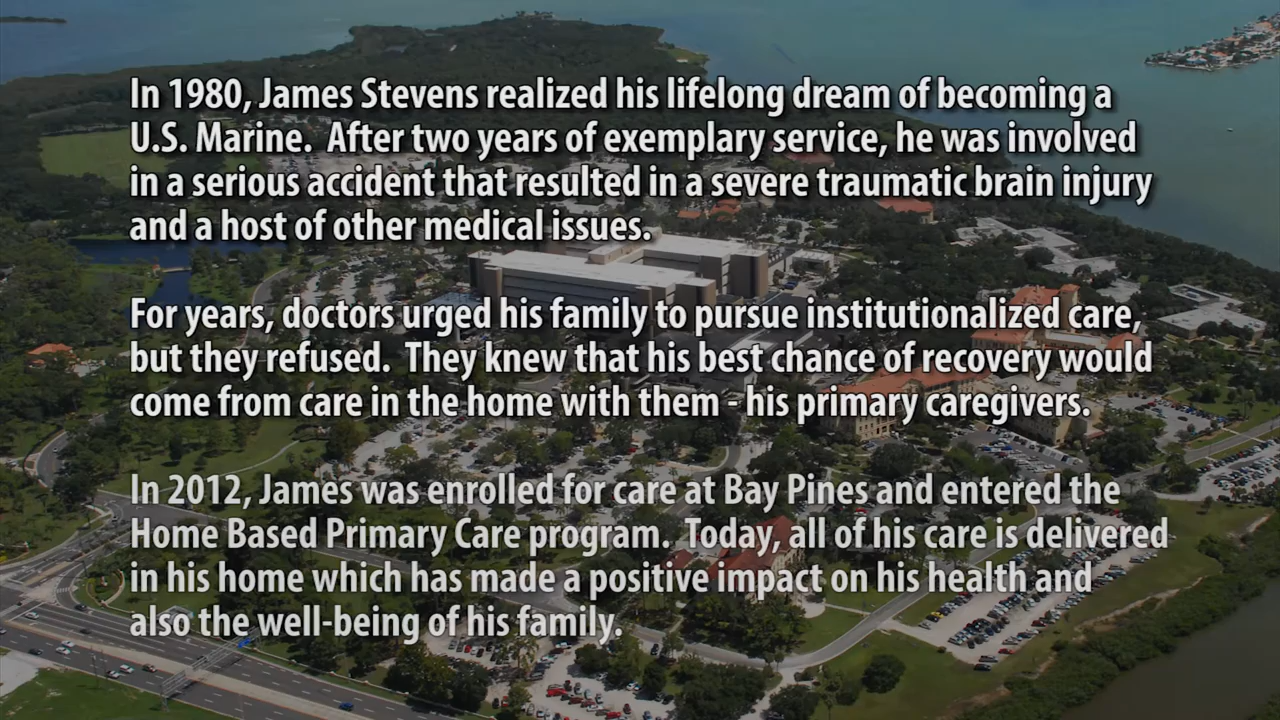 In 1980, James Stevens realized his lifelong dream of becoming a
U.S. Marine.  After two years of exemplary service, he was involved
in a serious accident that resulted in a severe traumatic brain injury
and a host of other medical issues.
For years, doctors urged his family to pursue institutionalized care,
but they refused.  They knew that his best chance of recovery would
come from care in the home with them - his primary caregivers.
In 2012, James was enrolled for care at Bay Pines and entered the
Home Based Primary Care program.  Today, all of his care is delivered
in his home which has made a positive impact on his health and
also the well-being of his family.